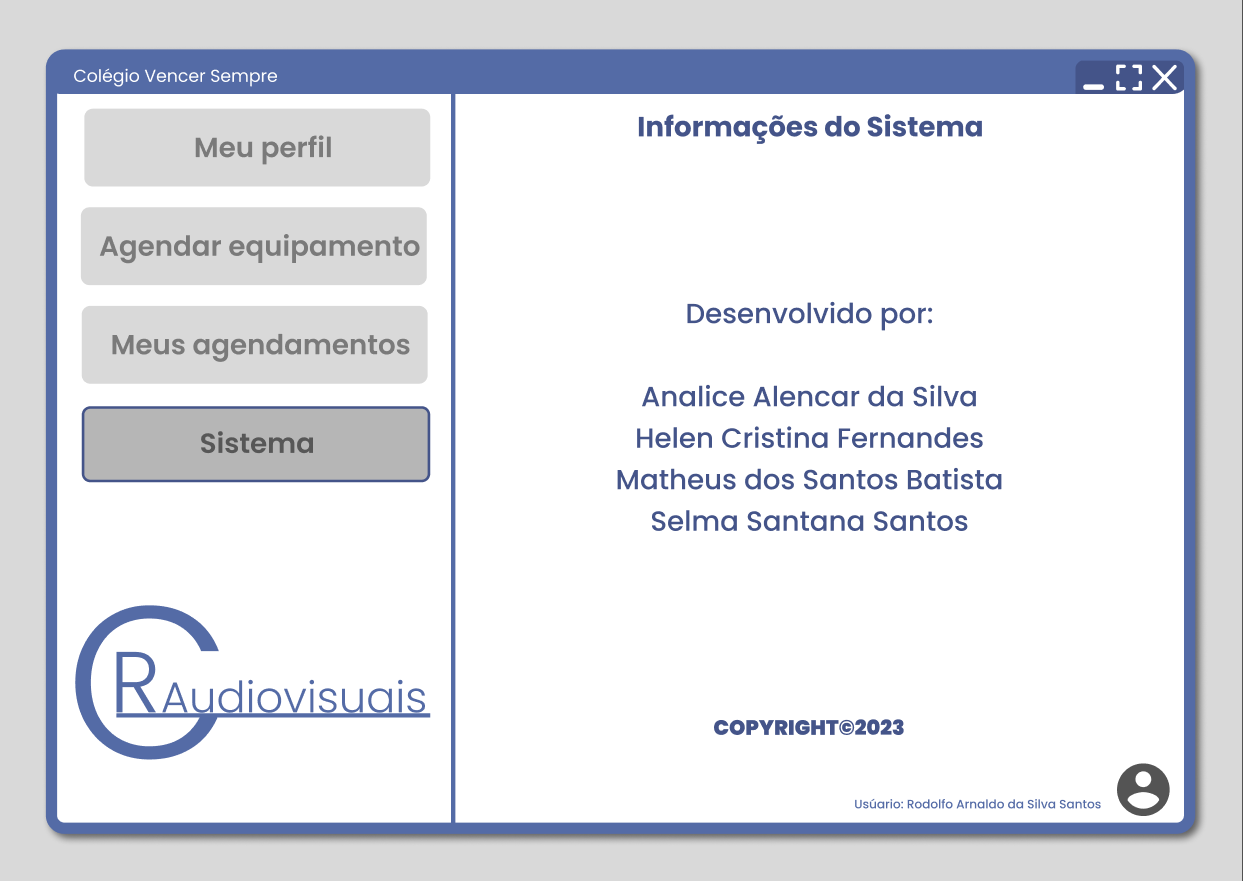 Colégio Vencer Sempre
Meu perfil
Agendar equipamento
Meus agendamentos
Sistema
CRAudiovisuais
Informações do Sistema
Desenvolvido por:
Analice Alencar da Silva
Helen Cristina Fernandes
Matheus dos Santos Batista
Selma Santana Santos
COPYRIGHT©2023
Usúario: Rodolfo Arnaldo da Silva Santos